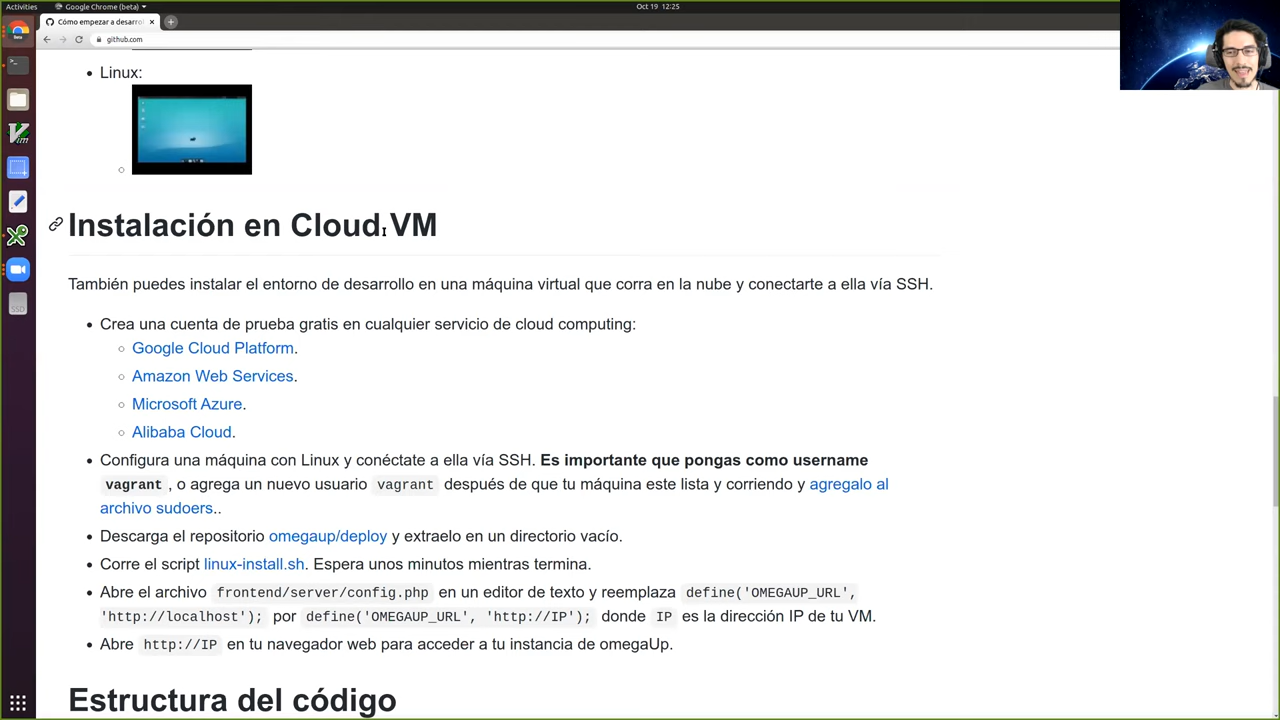 Activities
Google Chrome (beta)
Oct 19 12:25
Cómo empezar a desarrol
github.com
Linux:
Instalación en Cloud VM
También puedes instalar el entorno de desarrollo en una máquina virtual que corra en la nube y conectarte a ella vía SSH.
Crea una cuenta de prueba gratis en cualquier servicio de cloud computing:
Google Cloud Platform.
Amazon Web Services.
Microsoft Azure.
Alibaba Cloud.
Configura una máquina con Linux y conéctate a ella vía SSH. Es importante que pongas como username
vagrant , o agrega un nuevo usuario vagrant después de que tu máquina este lista y corriendo y agregalo al
archivo sudoers..
Descarga el repositorio omegaup/deploy y extraelo en un directorio vacío.
Corre el script linux-install.sh. Espera unos minutos mientras termina.
Abre el archivo frontend/server/config.php en un editor de texto y reemplaza define('OMEGAUP_URL',
'http://localhost'); por define('OMEGAUP_URL', 'http://IP'); donde IP es la dirección IP de tu VM.
Abre http://IP en tu navegador web para acceder a tu instancia de omegaUp.
Estructura del código